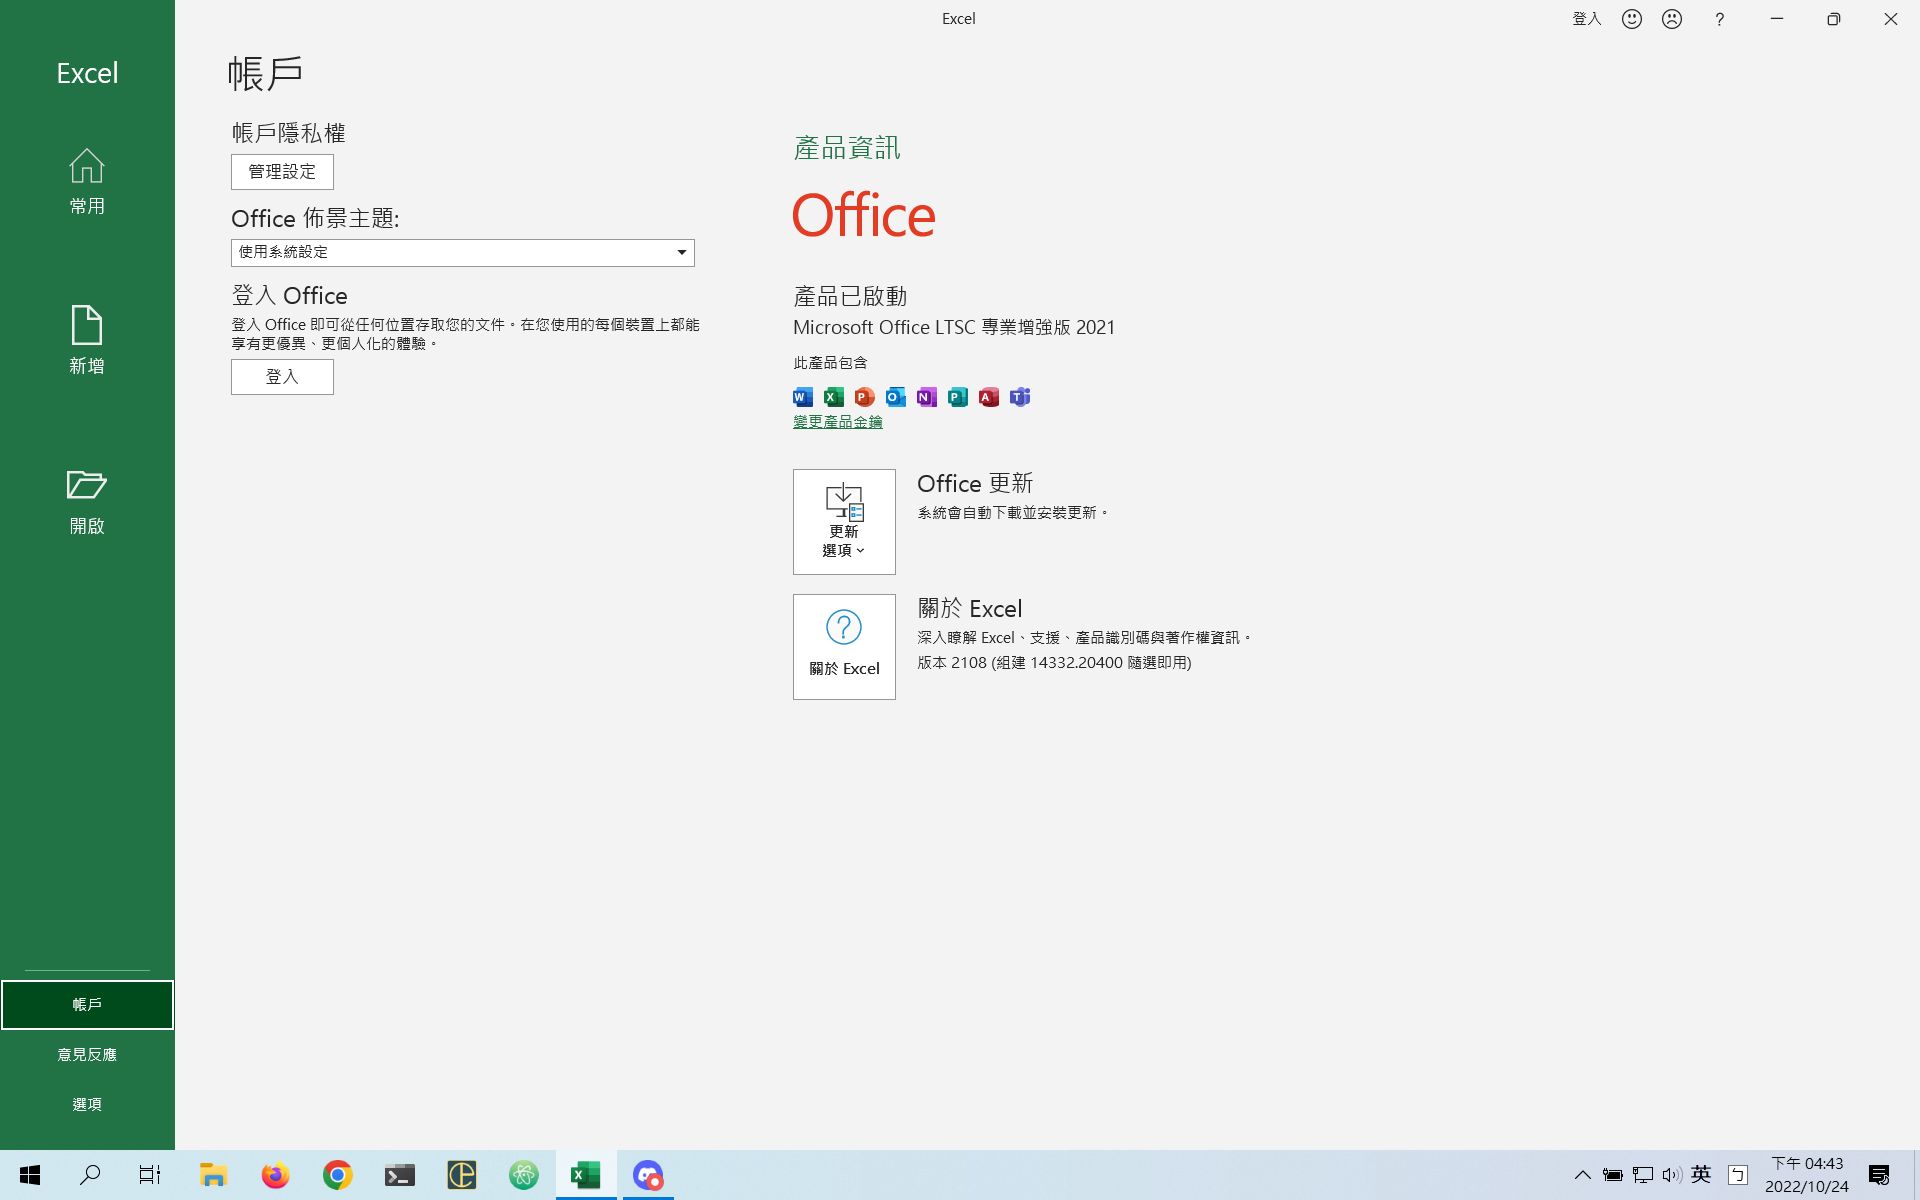 Excel
登入
?
Excel
常用
新增
開啟
帳戶
意見反應
選項
帳戶
帳戶隱私權
管理設定
Office 佈景主題:
使用系統設定
登入 Office
登入 Office 即可從任何位置存取您的文件。在您使用的每個裝置上都能
享有更優異、更個人化的體驗。
登入
產品資訊
Office
產品已啟動
Microsoft Office LTSC 專業增強版 2021
此產品包含
W X P O N P A T
變更產品金鑰
更新
選項
Office 更新
系統會自動下載並安裝更新。
關於 Excel
關於 Excel
深入瞭解 Excel、支援、產品識別碼與著作權資訊。
版本 2108 (組建 14332.20400 隨選即用)
英
ㄅ
下午 04:43
2022/10/24